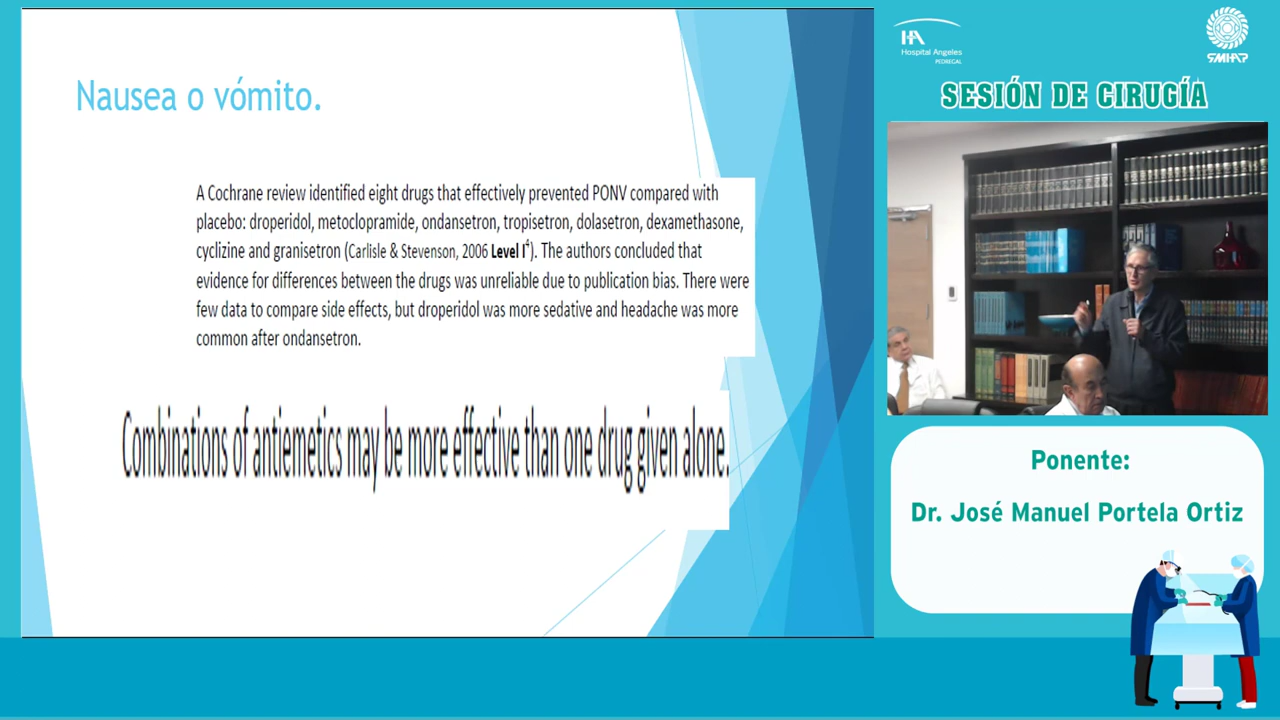 Nausea o vómito.
A Cochrane review identified eight drugs that effectively prevented PONV compared with
placebo: droperidol, metoclopramide, ondansetron, tropisetron, dolasetron, dexamethasone,
cyclizine and granisetron (Carlisle & Stevenson, 2006 Level I⁴). The authors concluded that
evidence for differences between the drugs was unreliable due to publication bias. There were
few data to compare side effects, but droperidol was more sedative and headache was more
common after ondansetron.
Combinations of antiemetics may be more effective than one drug given alone.
HA
Hospital Angeles
PEDREGAL
SMHAP
SESIÓN DE CIRUGÍA
Ponente:
Dr. José Manuel Portela Ortiz